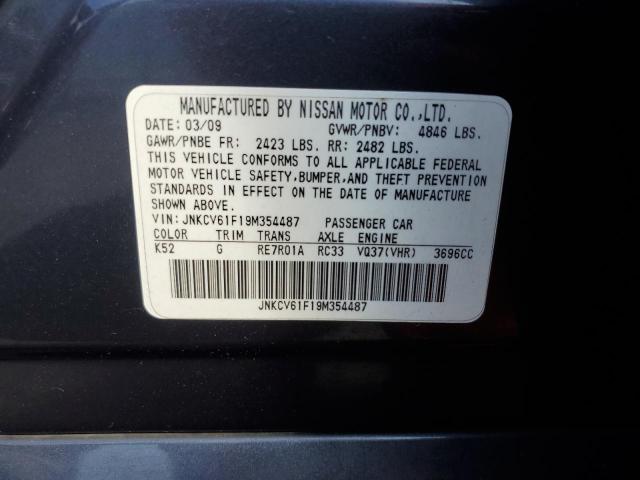 MANUFACTURED BY NISSAN MOTOR CO.,LTD.
DATE: 03/09 GVWR/PNBV: 4846 LBS.
GAWR/PNBE FR: 2423 LBS. RR: 2482 LBS.
THIS VEHICLE CONFORMS TO ALL APPLICABLE FEDERAL
MOTOR VEHICLE SAFETY,BUMPER,AND THEFT PREVENTION
STANDARDS IN EFFECT ON THE DATE OF MANUFACTURE
SHOWN ABOVE.
VIN: JNKCV61F19M354487 PASSENGER CAR
COLOR TRIM TRANS AXLE ENGINE
K52 G RE7R01A RC33 VQ37(VHR) 3696CC
JNKCV61F19M354487